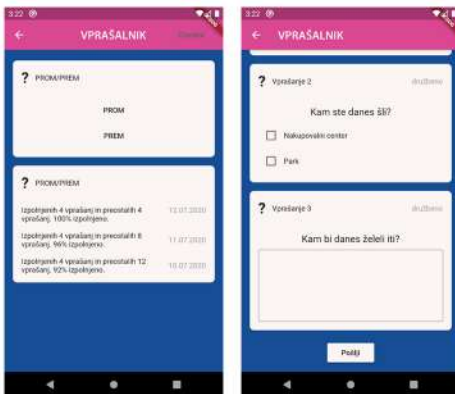 3:22
VPRAŠALNIK
? PROM/PREM
PROM
PREM
? PROM/PREM
Izpolnjenih 4 vprašanj in preostalih 4
vprašanj. 100% izpolnjeno.
12.07.2020
Izpolnjenih 4 vprašanj in preostalih 8
vprašanj. 96% izpolnjeno.
11.07.2020
Izpolnjenih 4 vprašanj in preostalih 12
vprašanj. 92% izpolnjeno.
10.07.2020
3:22
VPRAŠALNIK
? Vprašanje 2
družbeno
Kam ste danes šli?
Nakupovalni center
Park
? Vprašanje 3
družbeno
Kam bi danes želeli iti?
Pošlji